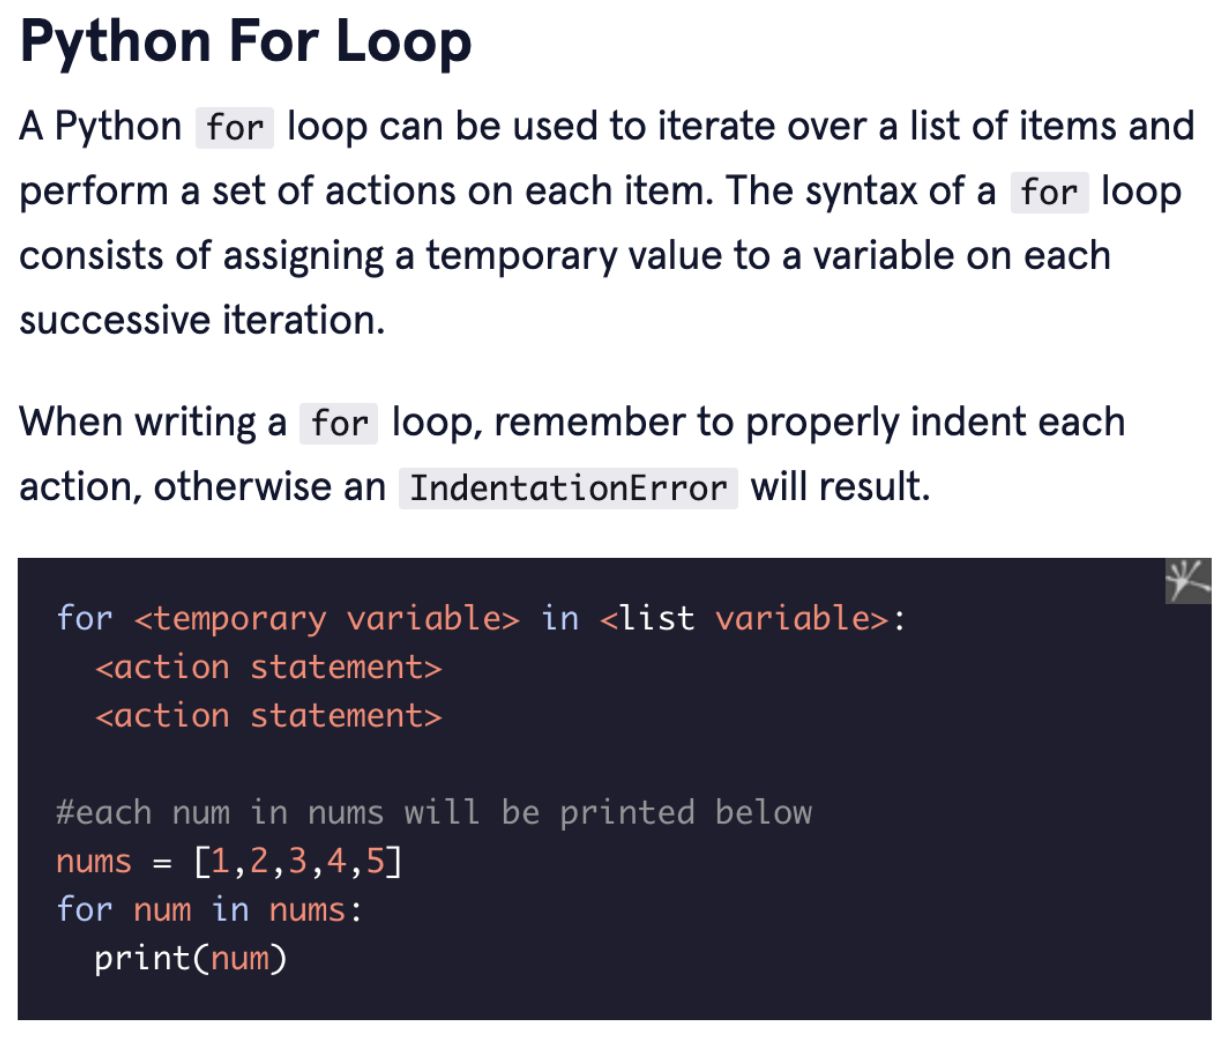 Python For Loop
A Python for loop can be used to iterate over a list of items and
perform a set of actions on each item. The syntax of a for loop
consists of assigning a temporary value to a variable on each
successive iteration.
When writing a for loop, remember to properly indent each
action, otherwise an IndentationError will result.
for <temporary variable> in <list variable>:
  <action statement>
  <action statement>
#each num in nums will be printed below
nums = [1,2,3,4,5]
for num in nums:
  print(num)